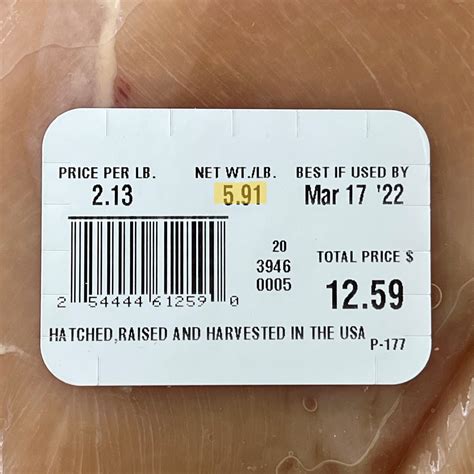 PRICE PER LB. NET WT./LB. BEST IF USED BY
2.13 5.91 Mar 17 '22
20
3946
0005
TOTAL PRICE $
12.59
2 54444 61259 0
HATCHED,RAISED AND HARVESTED IN THE USA P-177